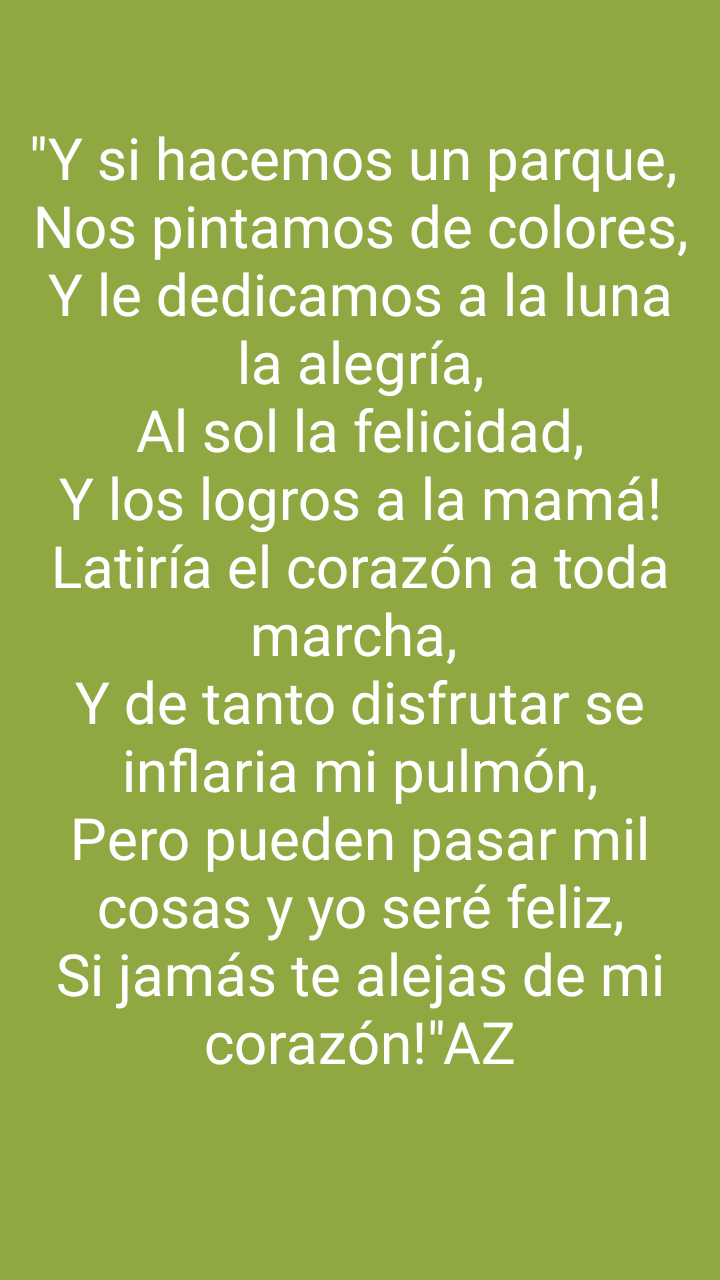 "Y si hacemos un parque,
Nos pintamos de colores,
Y le dedicamos a la luna
la alegría,
Al sol la felicidad,
Y los logros a la mamá!
Latiría el corazón a toda
marcha,
Y de tanto disfrutar se
inflaria mi pulmón,
Pero pueden pasar mil
cosas y yo seré feliz,
Si jamás te alejas de mi
corazón!"AZ